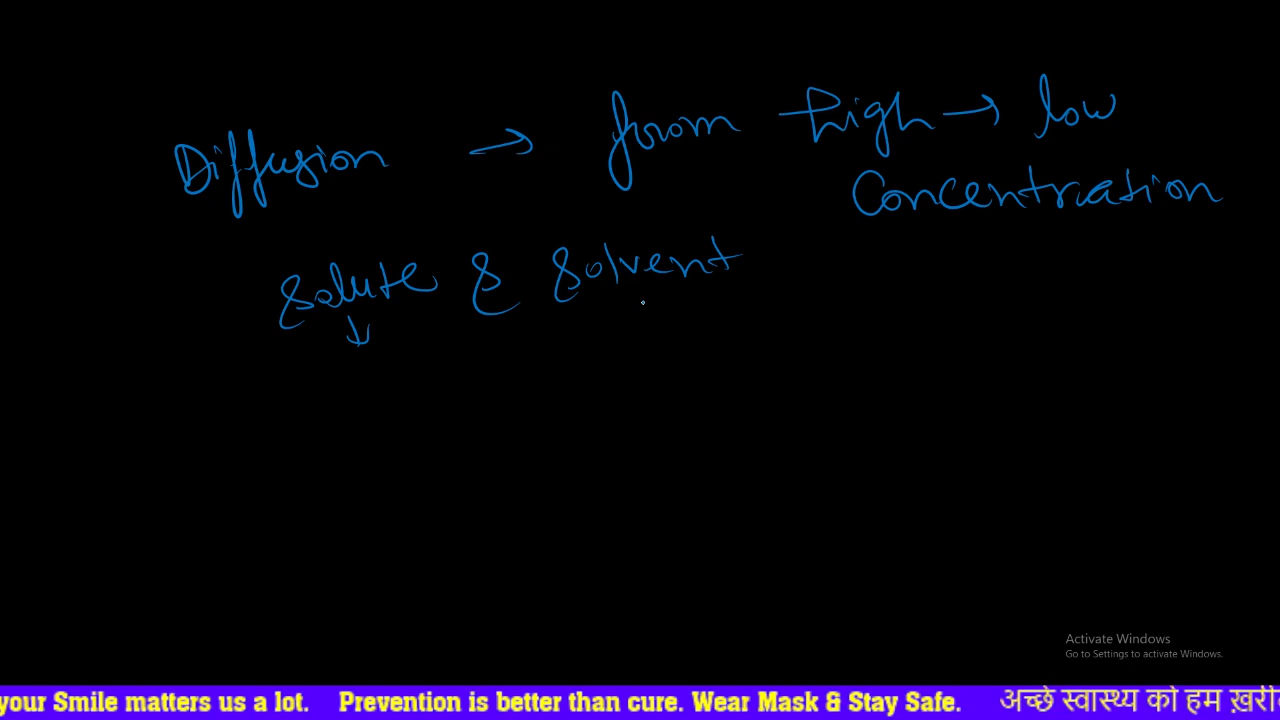 Diffusion → from high → low
Concentration
Solute & Solvent
↓
Activate Windows
Go to Settings to activate Windows.
your Smile matters us a lot. Prevention is better than cure. Wear Mask & Stay Safe. अच्छे स्वास्थ्य को हम